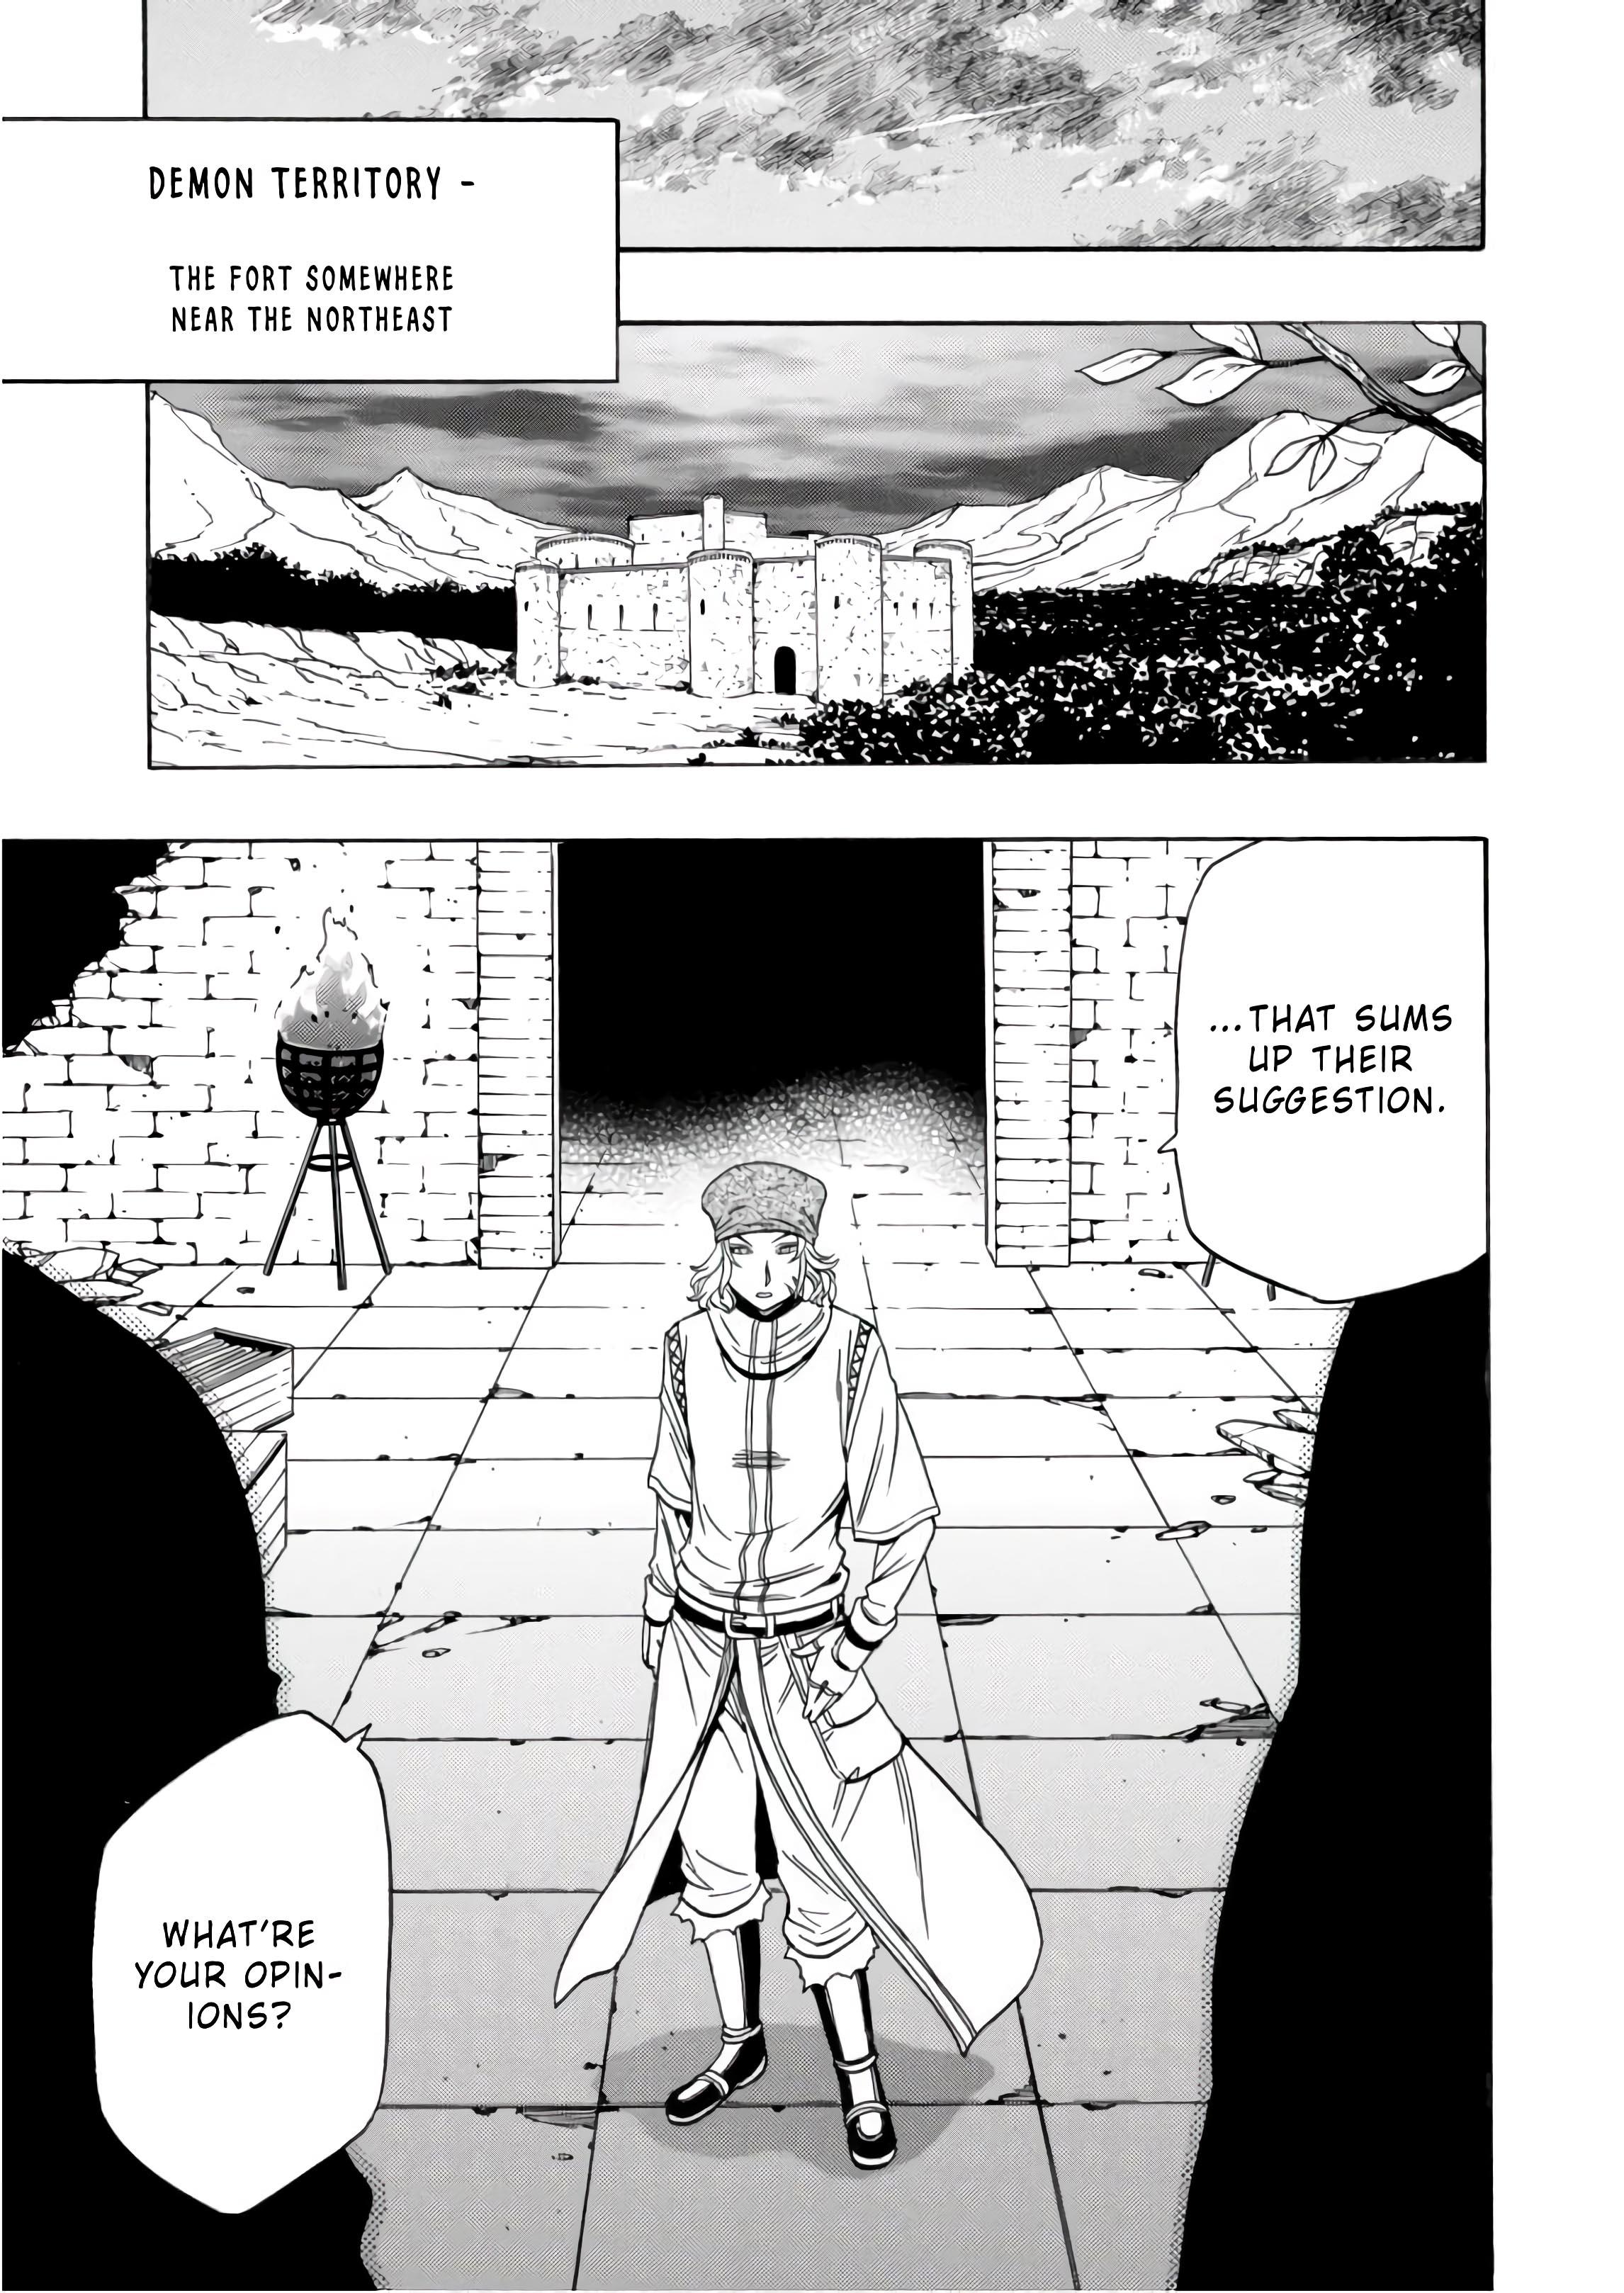 DEMON TERRITORY -
THE FORT SOMEWHERE
NEAR THE NORTHEAST
...THAT SUMS
UP THEIR
SUGGESTION.
WHAT'RE
YOUR OPIN-
IONS?